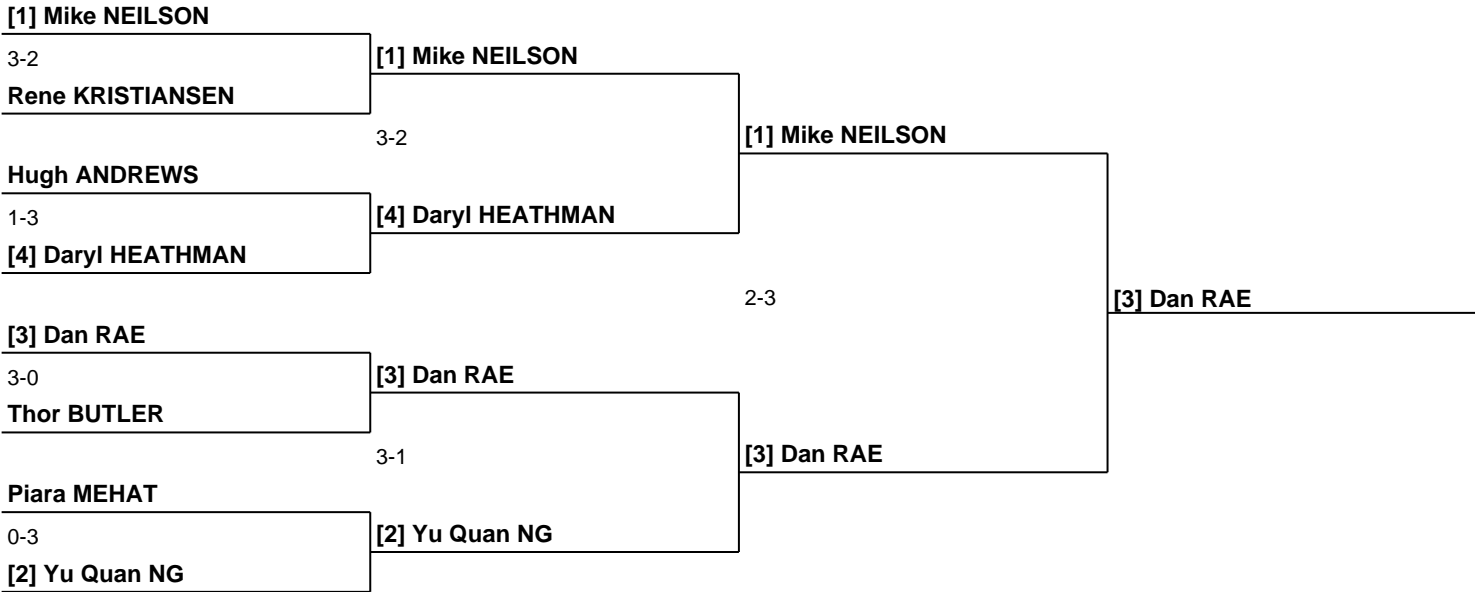 [1] Mike NEILSON
3-2
[1] Mike NEILSON
Rene KRISTIANSEN
3-2
[1] Mike NEILSON
Hugh ANDREWS
1-3
[4] Daryl HEATHMAN
[4] Daryl HEATHMAN
2-3
[3] Dan RAE
[3] Dan RAE
3-0
[3] Dan RAE
Thor BUTLER
3-1
[3] Dan RAE
Piara MEHAT
0-3
[2] Yu Quan NG
[2] Yu Quan NG